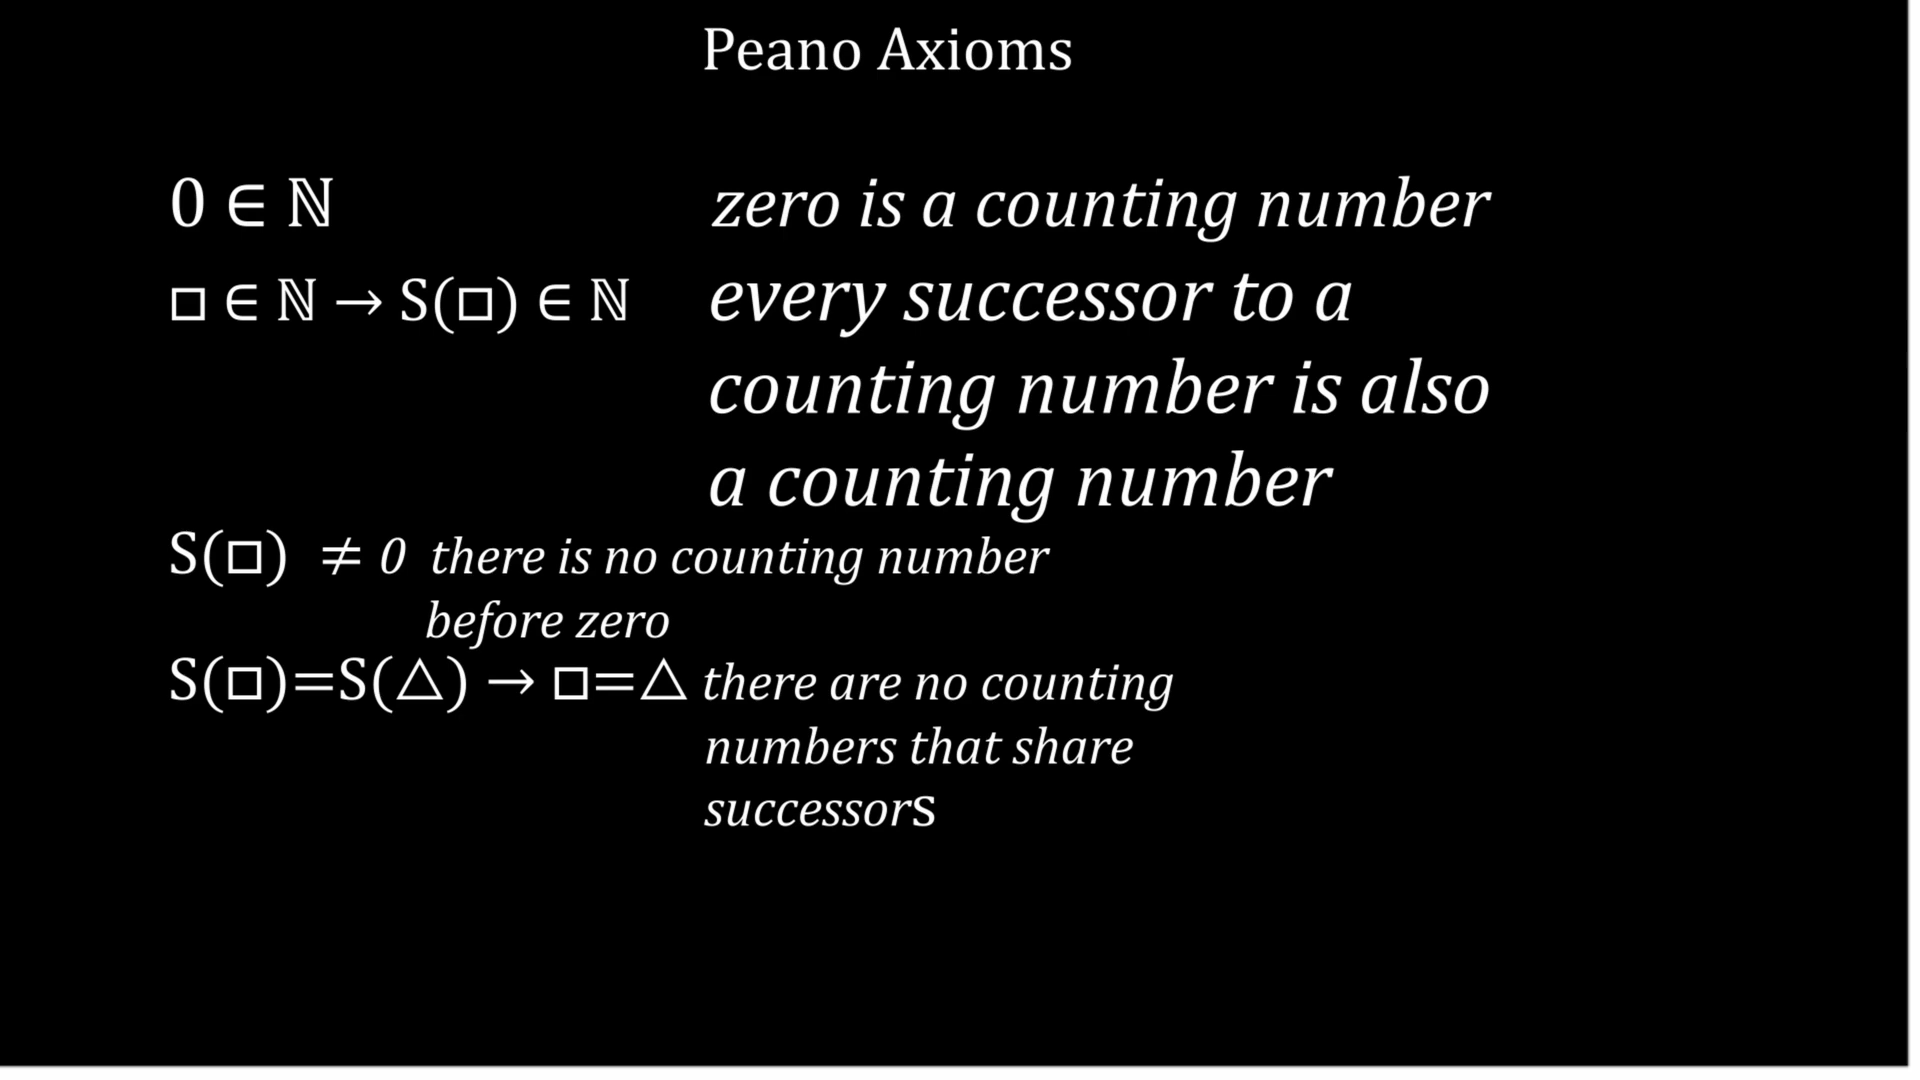 Peano Axioms
0 ∈ ℕ zero is a counting number
□ ∈ ℕ → S(□) ∈ ℕ every successor to a
counting number is also
a counting number
S(□) ≠ 0 there is no counting number
before zero
S(□)=S(△) → □=△ there are no counting
numbers that share
successors